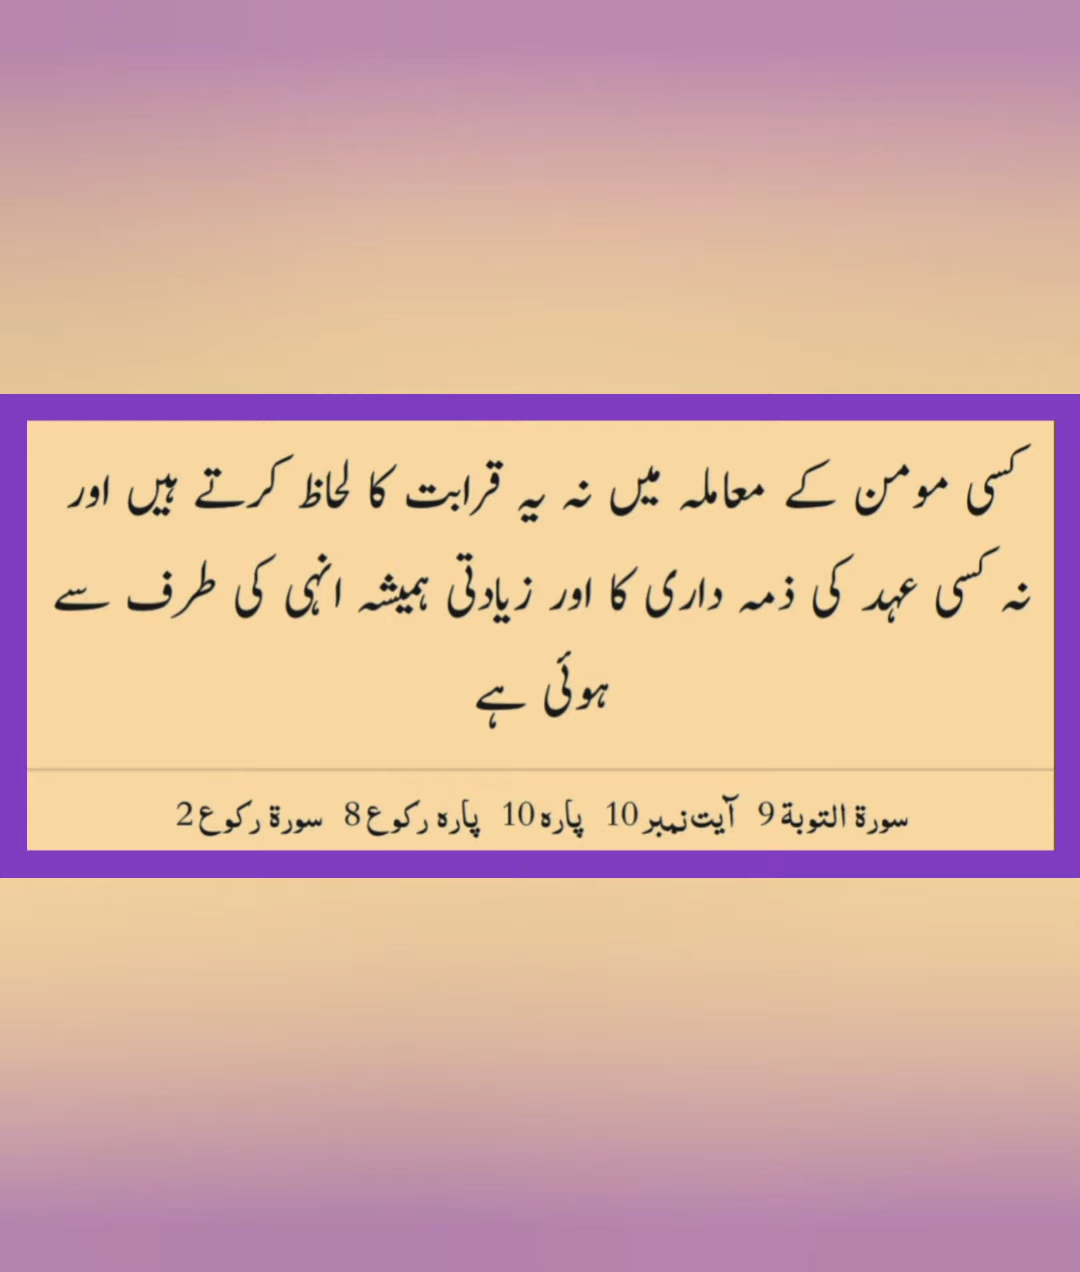 کسی مومن کے معاملہ میں نہ یہ قرابت کا لحاظ کرتے ہیں اور
نہ کسی عہد کی ذمہ داری کا اور زیادتی ہمیشہ انہی کی طرف سے
ہوئی ہے
سورۃ التوبة 9 آیت نمبر 10 پارہ 10 پارہ رکوع 8 سورۃ رکوع 2